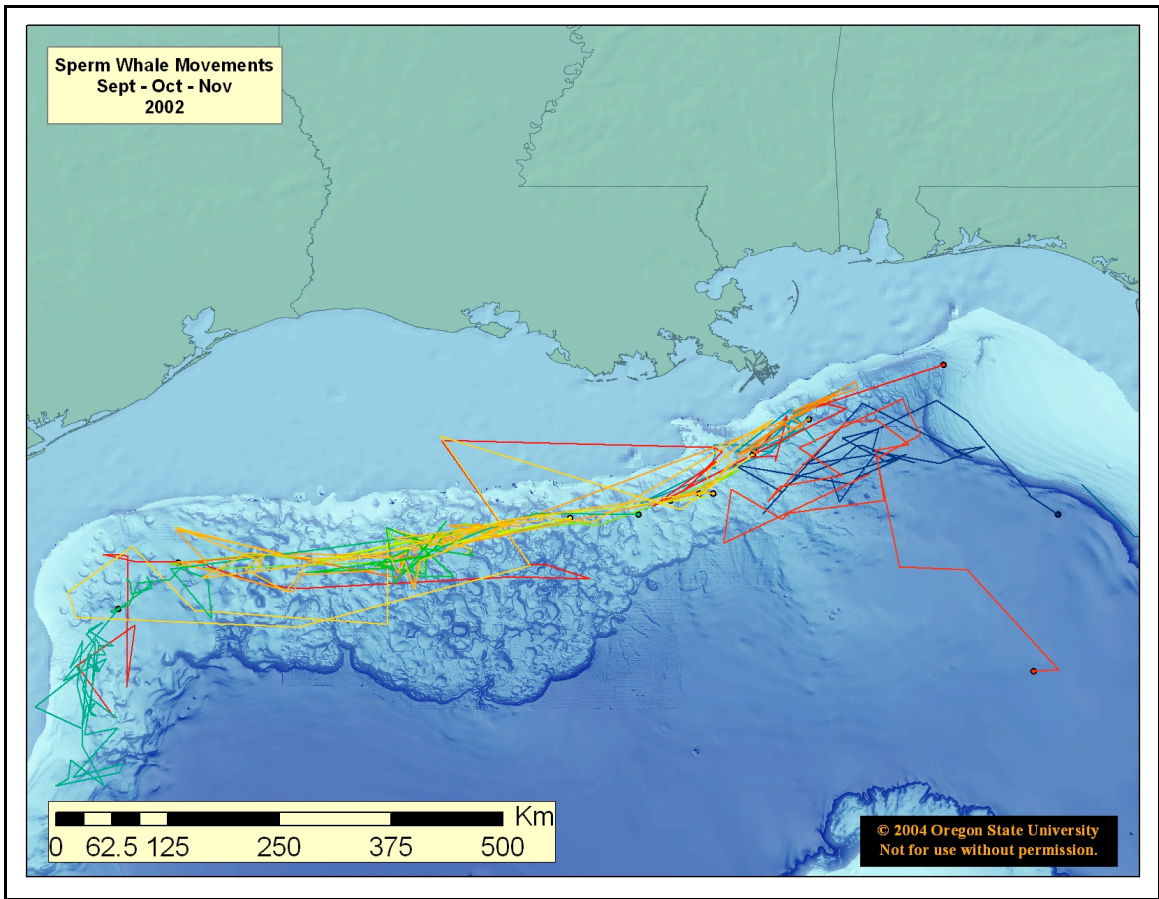 Sperm Whale Movements
Sept - Oct - Nov
2002
Km
0 62.5 125 250 375 500
© 2004 Oregon State University
Not for use without permission.